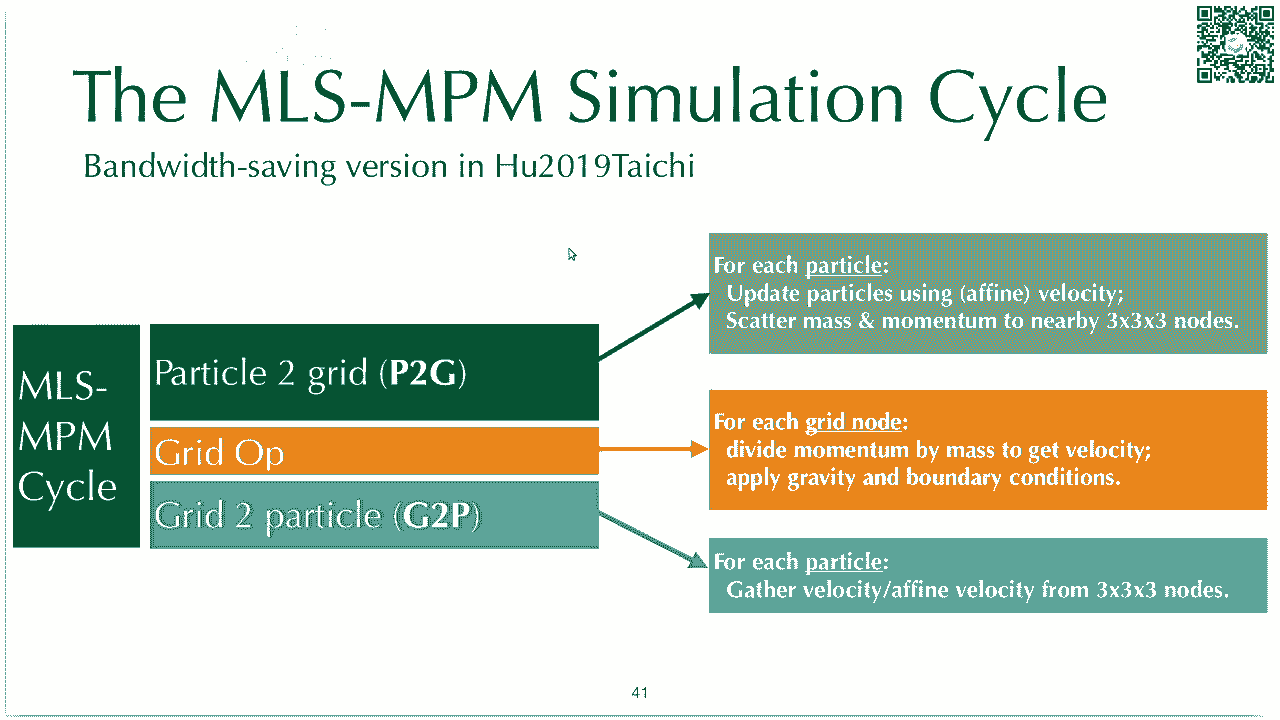 The MLS-MPM Simulation Cycle
Bandwidth-saving version in Hu2019Taichi
MLS-
MPM
Cycle
Particle 2 grid (P2G)
Grid Op
Grid 2 particle (G2P)
For each particle:
Update particles using (affine) velocity;
Scatter mass & momentum to nearby 3x3x3 nodes.
For each grid node:
divide momentum by mass to get velocity;
apply gravity and boundary conditions.
For each particle:
Gather velocity/affine velocity from 3x3x3 nodes.
41